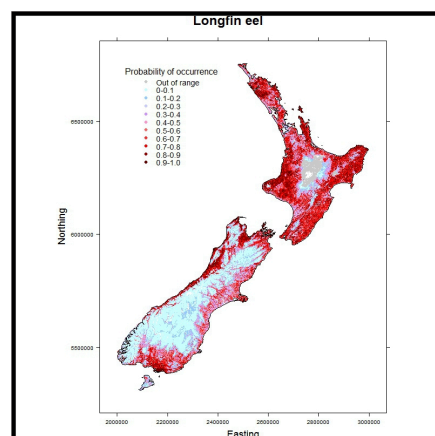 Longfin eel
Probability of occurrence
Out of range
0-0.1
0.1-0.2
0.2-0.3
0.3-0.4
0.4-0.5
0.5-0.6
0.6-0.7
0.7-0.8
0.8-0.9
0.9-1.0
Northing
6500000
6000000
5500000
2000000 2200000 2400000 2600000 2800000 3000000
Easting